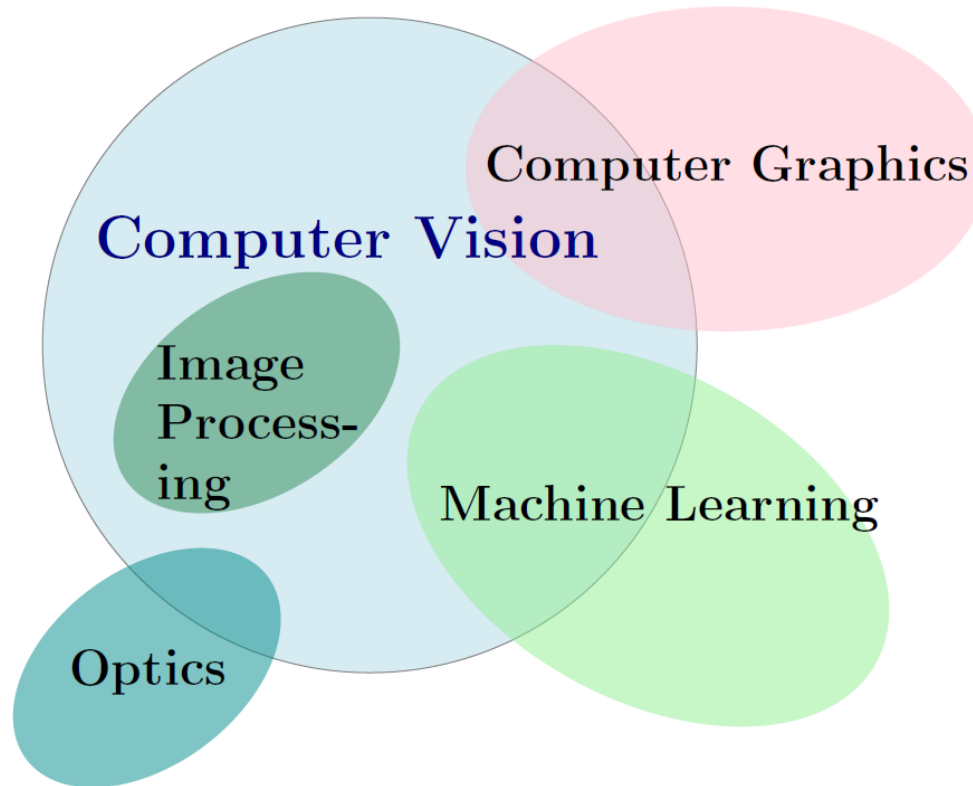 Computer Graphics
Computer Vision
Image
Process-
ing
Machine Learning
Optics